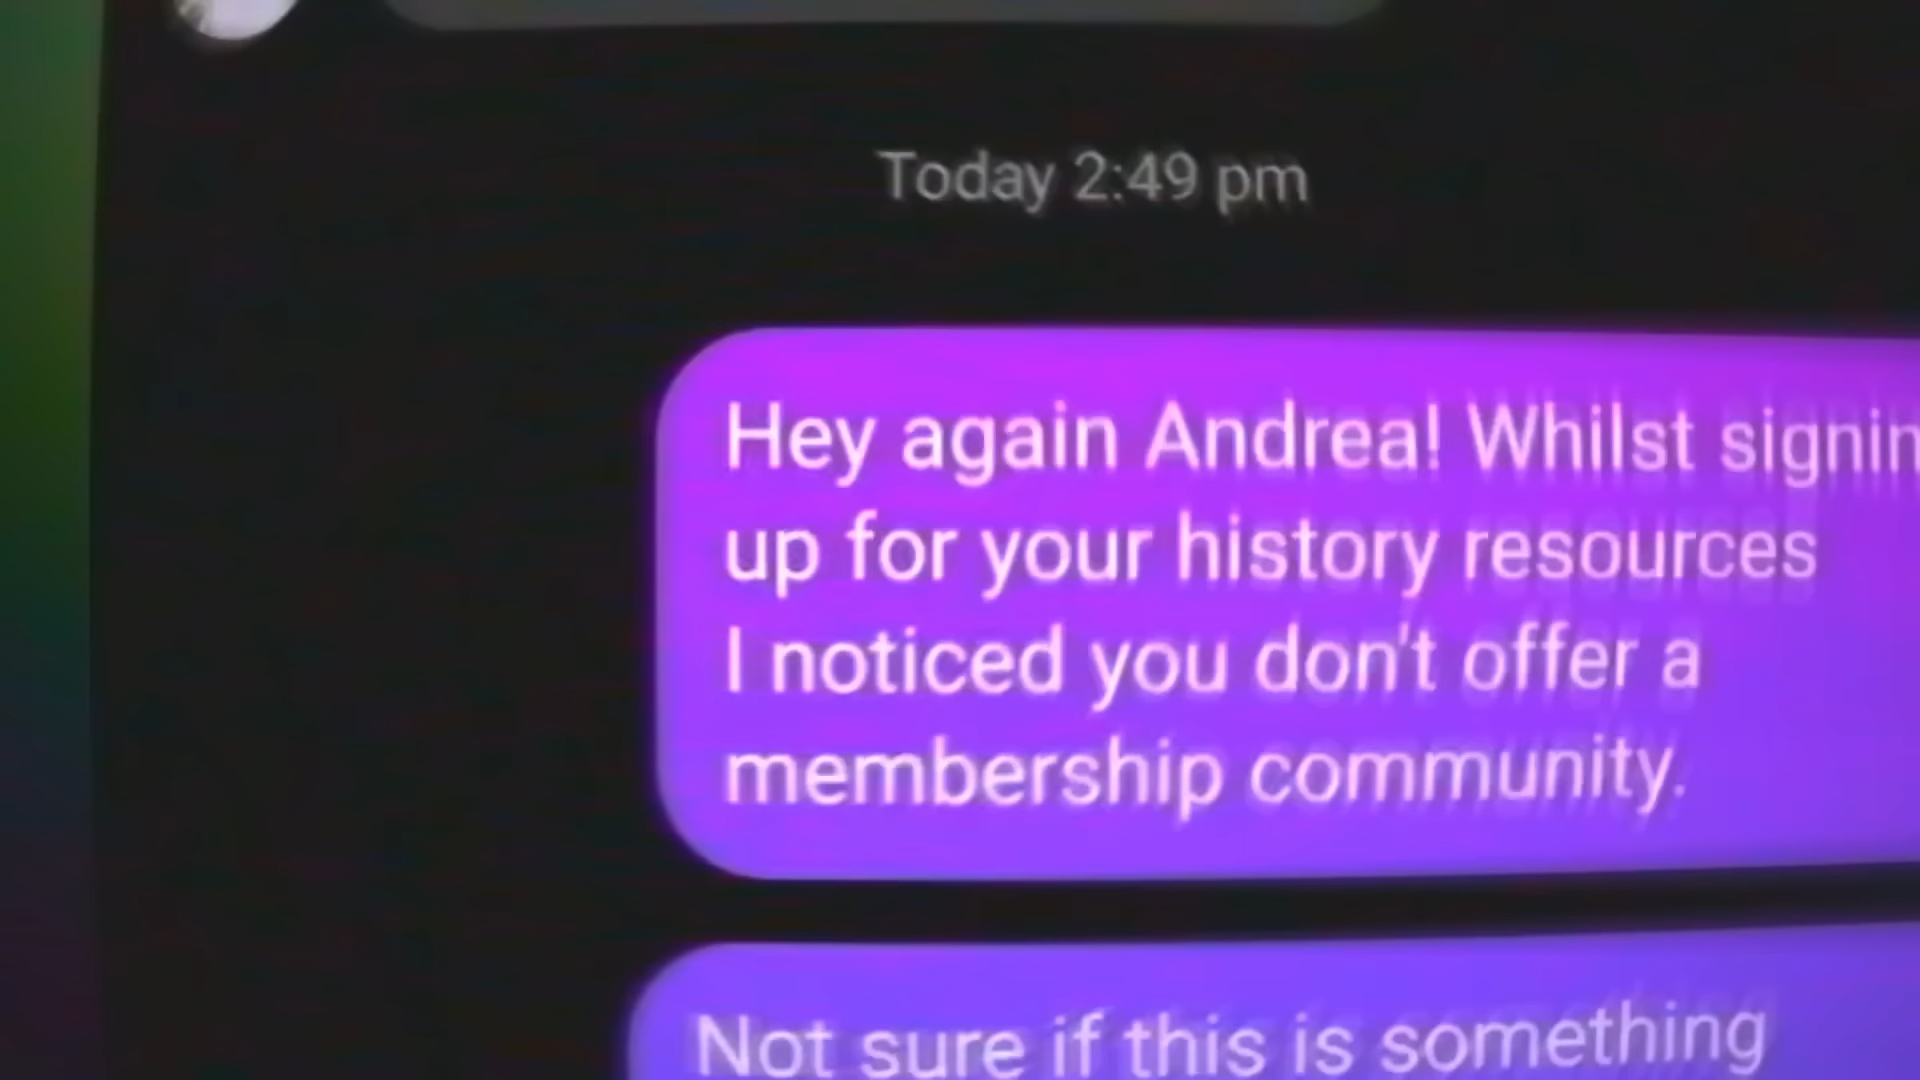 Today 2:49 pm
Hey again Andrea! Whilst signin
up for your history resources
I noticed you don't offer a
membership community.
Not sure if this is something